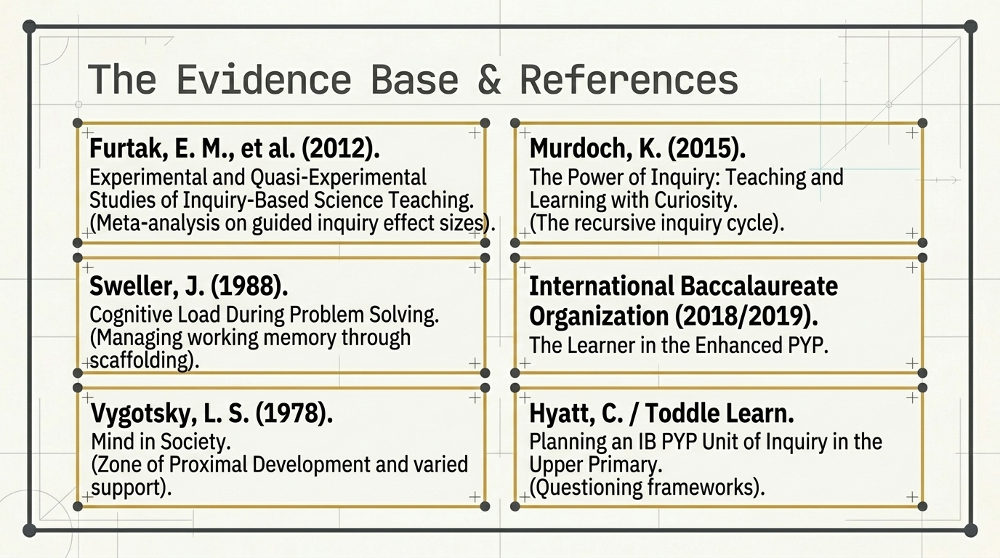 The Evidence Base & References
Furtak, E. M., et al. (2012).
Experimental and Quasi-Experimental
Studies of Inquiry-Based Science Teaching.
(Meta-analysis on guided inquiry effect sizes).
Sweller, J. (1988).
Cognitive Load During Problem Solving.
(Managing working memory through
scaffolding).
Vygotsky, L. S. (1978).
Mind in Society.
(Zone of Proximal Development and varied
support).
Murdoch, K. (2015).
The Power of Inquiry: Teaching and
Learning with Curiosity.
(The recursive inquiry cycle).
International Baccalaureate
Organization (2018/2019).
The Learner in the Enhanced PYP.
Hyatt, C. / Toddle Learn.
Planning an IB PYP Unit of Inquiry in the
Upper Primary.
(Questioning frameworks).